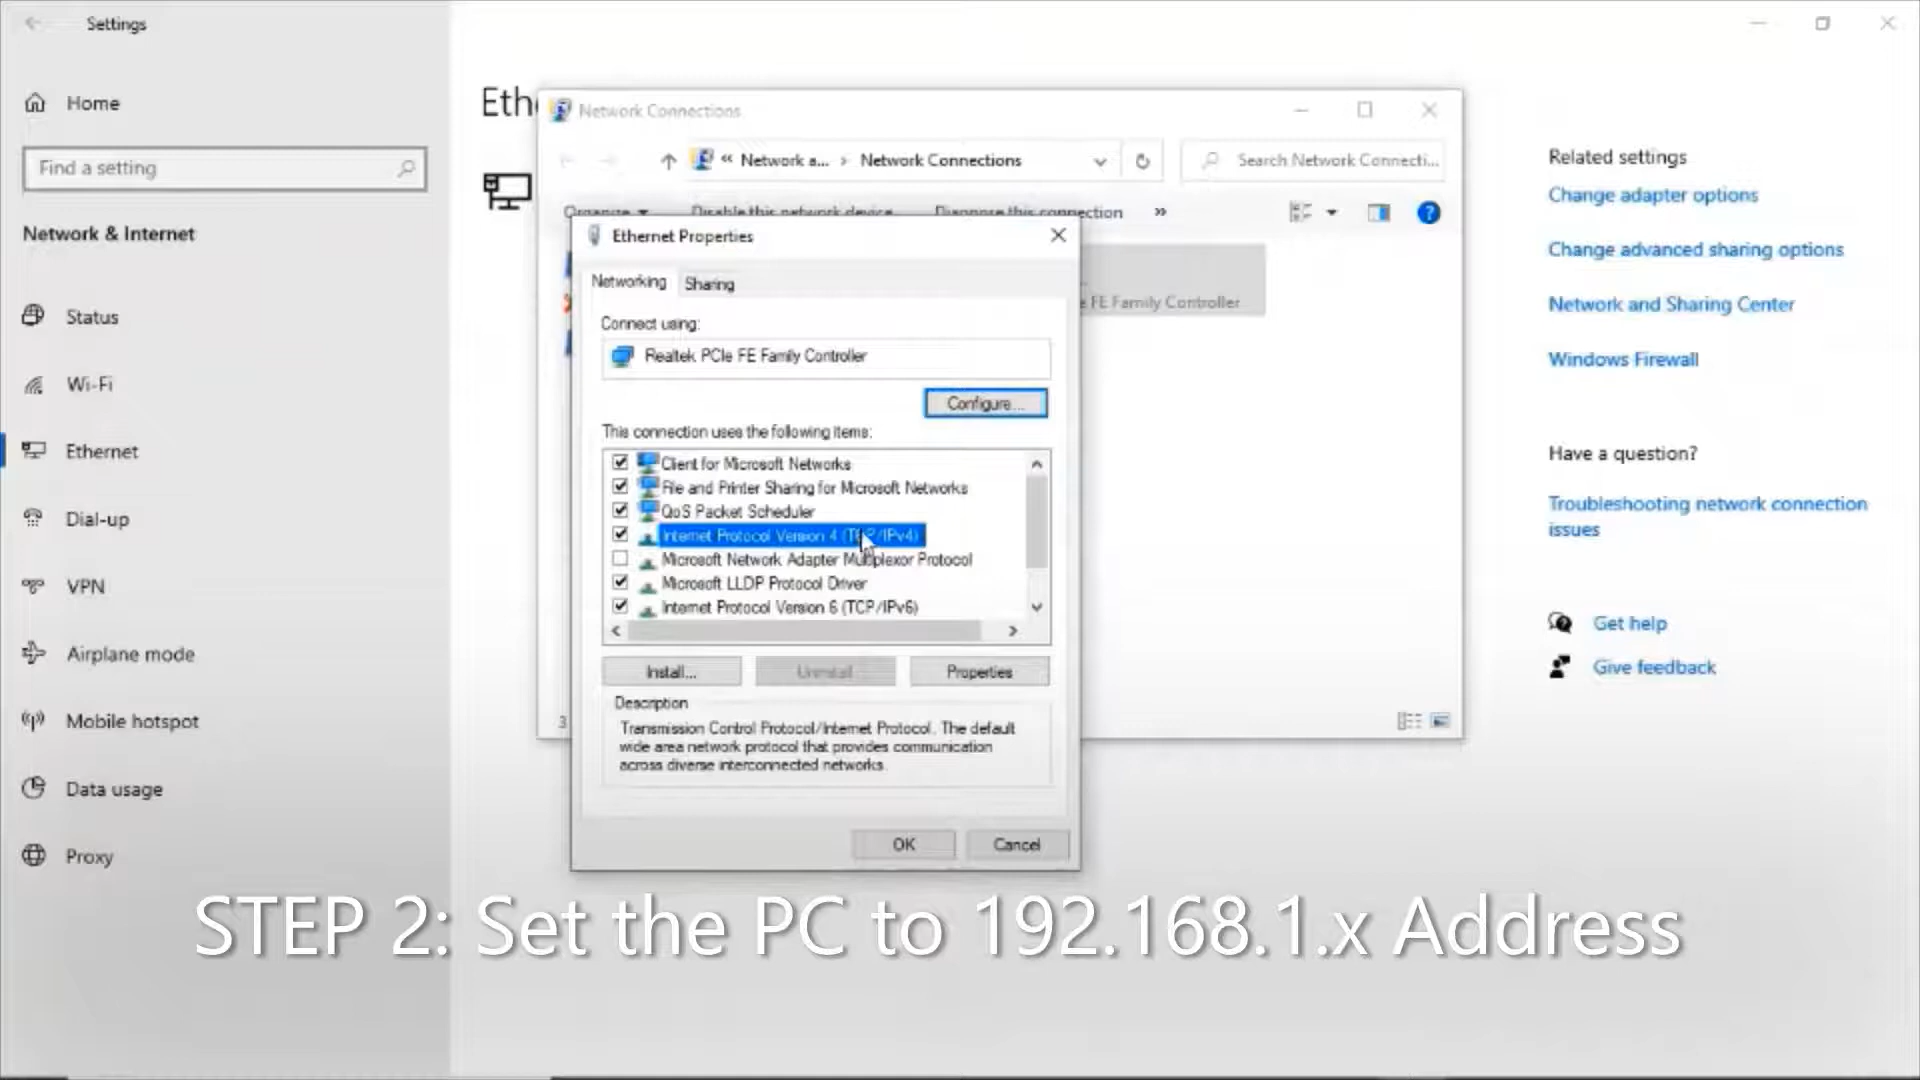 Settings
Home
Find a setting
Network & Internet
Status
Wi-Fi
Ethernet
Dial-up
VPN
Airplane mode
Mobile hotspot
Data usage
Proxy
Eth
Network Connections
« Network a... > Network Connections
Search Network Connecti...
Organize Disable this network device Diagnose this connection »
FE Family Controller
3
Ethernet Properties
Networking Sharing
Connect using:
Realtek PCIe FE Family Controller
Configure...
This connection uses the following items:
Client for Microsoft Networks
File and Printer Sharing for Microsoft Networks
QoS Packet Scheduler
Internet Protocol Version 4 (TCP/IPv4)
Microsoft Network Adapter Multiplexor Protocol
Microsoft LLDP Protocol Driver
Internet Protocol Version 6 (TCP/IPv6)
Install... Uninstall Properties
Description
Transmission Control Protocol/Internet Protocol. The default
wide area network protocol that provides communication
across diverse interconnected networks.
OK Cancel
Related settings
Change adapter options
Change advanced sharing options
Network and Sharing Center
Windows Firewall
Have a question?
Troubleshooting network connection
issues
Get help
Give feedback
STEP 2: Set the PC to 192.168.1.x Address